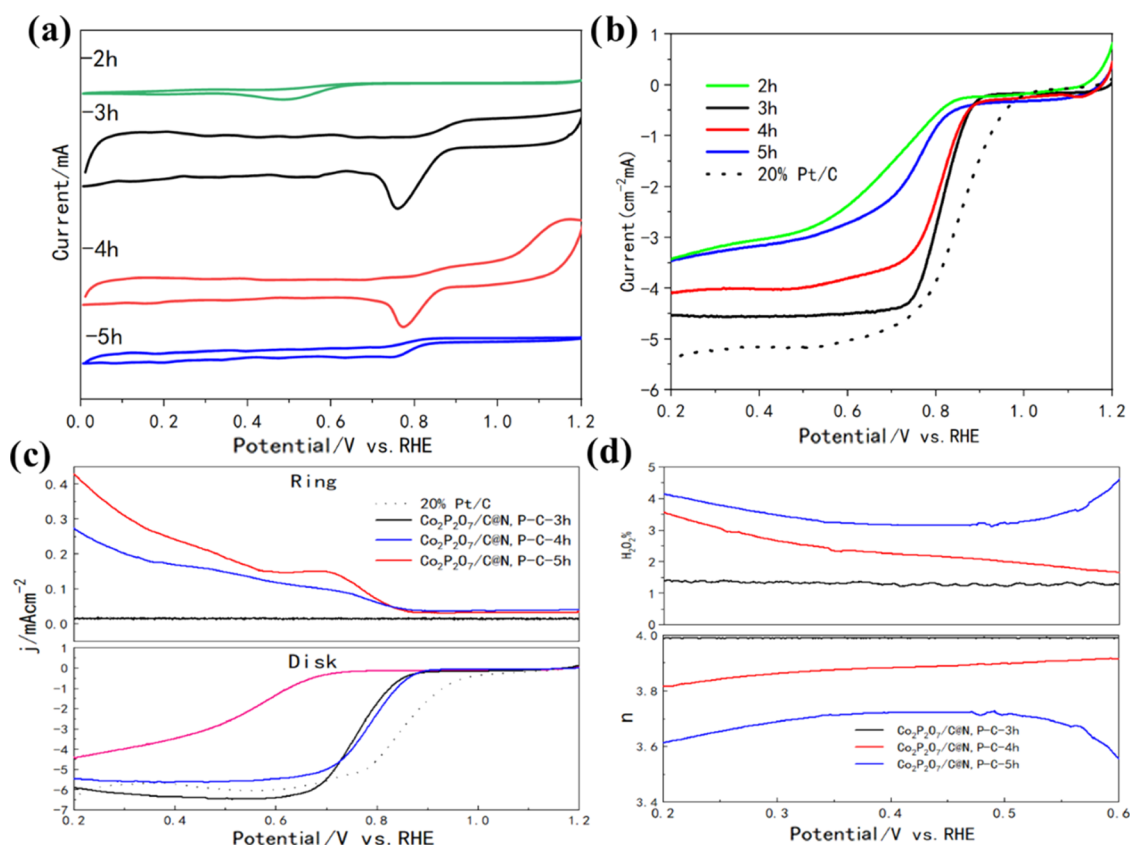 (a)
−2h
−3h
−4h
−5h
Current/mA
0.0 0.2 0.4 0.6 0.8 1.0 1.2
Potential/V vs.RHE
(b)
1
0
-1
-2
-3
-4
-5
-6
2h
3h
4h
5h
20% Pt/C
Current(cm⁻²mA)
0.2 0.4 0.6 0.8 1.0 1.2
Potential/V vs.RHE
(c)
Ring
0.4
0.3
0.2
0.1
0.0
20% Pt/C
Co₂P₂O₇/C@N,P-C-3h
Co₂P₂O₇/C@N,P-C-4h
Co₂P₂O₇/C@N,P-C-5h
j/mAcm⁻²
Disk
1
0
-1
-2
-3
-4
-5
-6
-7
0.2 0.4 0.6 0.8 1.0 1.2
Potential/V vs.RHE
(d)
5
4
3
2
1
0
H₂O₂%
4.0
3.8
3.6
3.4
n
Co₂P₂O₇/C@N,P-C-3h
Co₂P₂O₇/C@N,P-C-4h
Co₂P₂O₇/C@N,P-C-5h
0.2 0.3 0.4 0.5 0.6
Potential/V vs.RHE